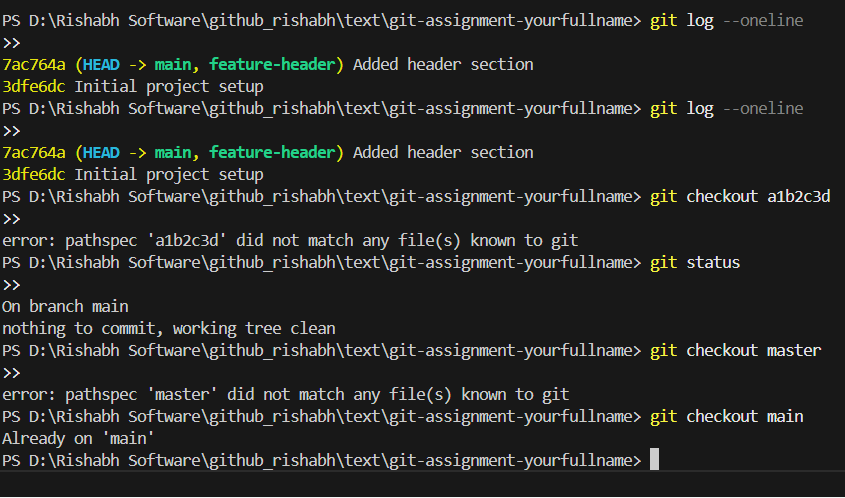 PS D:\Rishabh Software\github_rishabh\text\git-assignment-yourfullname> git log --oneline
>>
7ac764a (HEAD -> main, feature-header) Added header section
3dfe6dc Initial project setup
PS D:\Rishabh Software\github_rishabh\text\git-assignment-yourfullname> git log --oneline
>>
7ac764a (HEAD -> main, feature-header) Added header section
3dfe6dc Initial project setup
PS D:\Rishabh Software\github_rishabh\text\git-assignment-yourfullname> git checkout a1b2c3d
>>
error: pathspec 'a1b2c3d' did not match any file(s) known to git
PS D:\Rishabh Software\github_rishabh\text\git-assignment-yourfullname> git status
>>
On branch main
nothing to commit, working tree clean
PS D:\Rishabh Software\github_rishabh\text\git-assignment-yourfullname> git checkout master
>>
error: pathspec 'master' did not match any file(s) known to git
PS D:\Rishabh Software\github_rishabh\text\git-assignment-yourfullname> git checkout main
Already on 'main'
PS D:\Rishabh Software\github_rishabh\text\git-assignment-yourfullname>